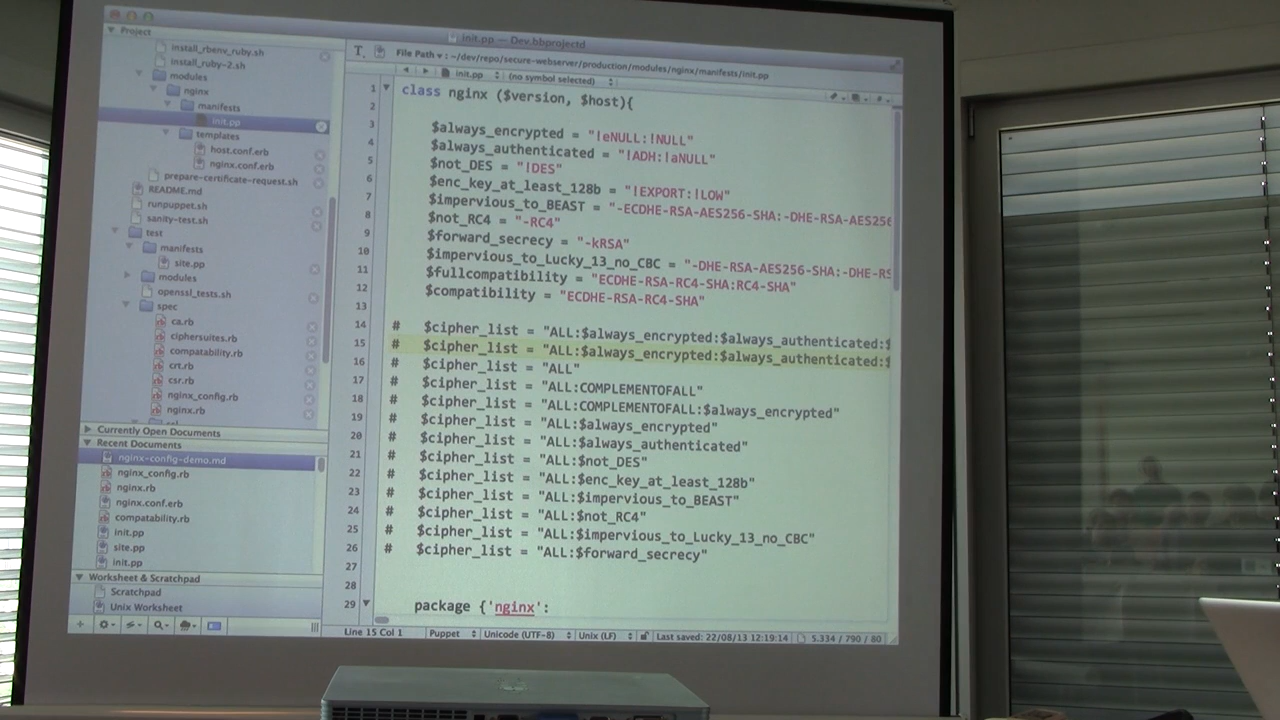 init.pp — Dev.bbprojectd
Project
install_rbenv_ruby.sh
install_ruby-2.sh
modules
nginx
manifests
init.pp
templates
host.conf.erb
nginx.conf.erb
prepare-certificate-request.sh
README.md
runpuppet.sh
sanity-test.sh
test
manifests
site.pp
modules
openssl_tests.sh
spec
ca.rb
ciphersuites.rb
compatability.rb
crt.rb
csr.rb
nginx_config.rb
nginx.rb
Currently Open Documents
Recent Documents
nginx-config-demo.md
nginx_config.rb
nginx.rb
nginx.conf.erb
compatability.rb
init.pp
site.pp
init.pp
Worksheet & Scratchpad
Scratchpad
Unix Worksheet
File Path : ~/dev/repo/secure-webserver/production/modules/nginx/manifests/init.pp
init.pp (no symbol selected)
1 class nginx ($version, $host){
2
3 $always_encrypted = "!eNULL:!NULL"
4 $always_authenticated = "!ADH:!aNULL"
5 $not_DES = "!DES"
6 $enc_key_at_least_128b = "!EXPORT:!LOW"
7 $impervious_to_BEAST = "-ECDHE-RSA-AES256-SHA:-DHE-RSA-AES256
8 $not_RC4 = "-RC4"
9 $forward_secrecy = "-kRSA"
10 $impervious_to_Lucky_13_no_CBC = "-DHE-RSA-AES256-SHA:-DHE-RS
11 $fullcompatibility = "ECDHE-RSA-RC4-SHA:RC4-SHA"
12 $compatibility = "ECDHE-RSA-RC4-SHA"
13
14 # $cipher_list = "ALL:$always_encrypted:$always_authenticated:$
15 # $cipher_list = "ALL:$always_encrypted:$always_authenticated:$
16 # $cipher_list = "ALL"
17 # $cipher_list = "ALL:COMPLEMENTOFALL"
18 # $cipher_list = "ALL:COMPLEMENTOFALL:$always_encrypted"
19 # $cipher_list = "ALL:$always_encrypted"
20 # $cipher_list = "ALL:$always_authenticated"
21 # $cipher_list = "ALL:$not_DES"
22 # $cipher_list = "ALL:$enc_key_at_least_128b"
23 # $cipher_list = "ALL:$impervious_to_BEAST"
24 # $cipher_list = "ALL:$not_RC4"
25 # $cipher_list = "ALL:$impervious_to_Lucky_13_no_CBC"
26 # $cipher_list = "ALL:$forward_secrecy"
27
28
29 package {'nginx':
Line 15 Col 1 Puppet Unicode (UTF-8) Unix (LF) Last saved: 22/08/13 12:19:14 5.334 / 790 / 80